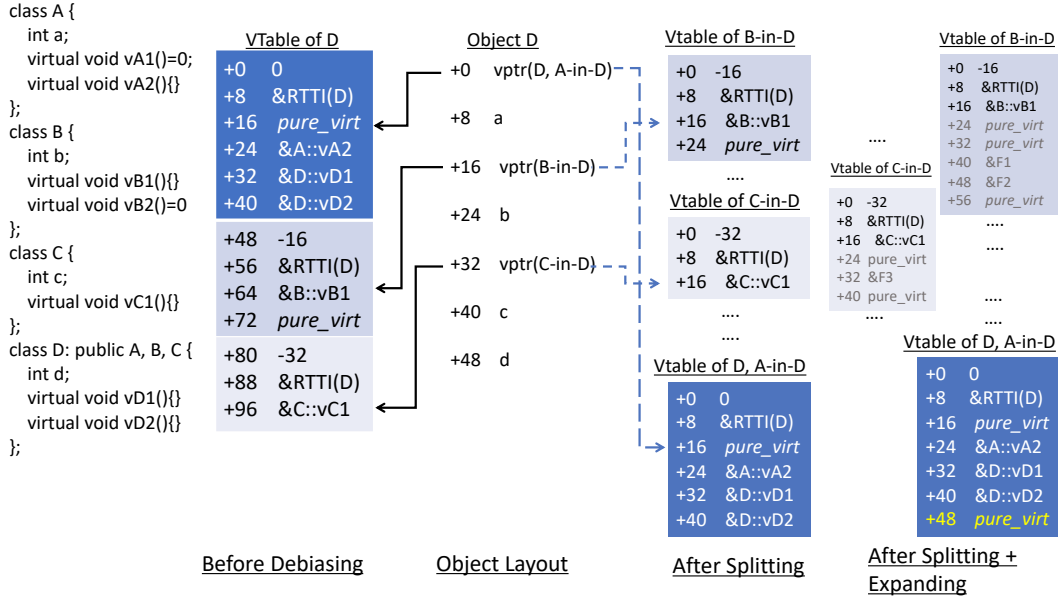 class A {
int a;
virtual void vA1()=0;
virtual void vA2(){}
};
class B {
int b;
virtual void vB1(){}
virtual void vB2()=0
};
class C {
int c;
virtual void vC1(){}
};
class D: public A, B, C {
int d;
virtual void vD1(){}
virtual void vD2(){}
};
VTable of D
+0 0
+8 &RTTI(D)
+16 pure_virt
+24 &A::vA2
+32 &D::vD1
+40 &D::vD2
+48 -16
+56 &RTTI(D)
+64 &B::vB1
+72 pure_virt
+80 -32
+88 &RTTI(D)
+96 &C::vC1
Before Debiasing
Object D
+0 vptr(D, A-in-D)
+8 a
+16 vptr(B-in-D)
+24 b
+32 vptr(C-in-D)
+40 c
+48 d
Object Layout
Vtable of B-in-D
+0 -16
+8 &RTTI(D)
+16 &B::vB1
+24 pure_virt
....
Vtable of C-in-D
+0 -32
+8 &RTTI(D)
+16 &C::vC1
....
....
Vtable of D, A-in-D
+0 0
+8 &RTTI(D)
+16 pure_virt
+24 &A::vA2
+32 &D::vD1
+40 &D::vD2
After Splitting
....
Vtable of C-in-D
+0 -32
+8 &RTTI(D)
+16 &C::vC1
+24 pure_virt
+32 &F3
+40 pure_virt
....
Vtable of B-in-D
+0 -16
+8 &RTTI(D)
+16 &B::vB1
+24 pure_virt
+32 pure_virt
+40 &F1
+48 &F2
+56 pure_virt
....
....
....
....
Vtable of D, A-in-D
+0 0
+8 &RTTI(D)
+16 pure_virt
+24 &A::vA2
+32 &D::vD1
+40 &D::vD2
+48 pure_virt
After Splitting +
Expanding